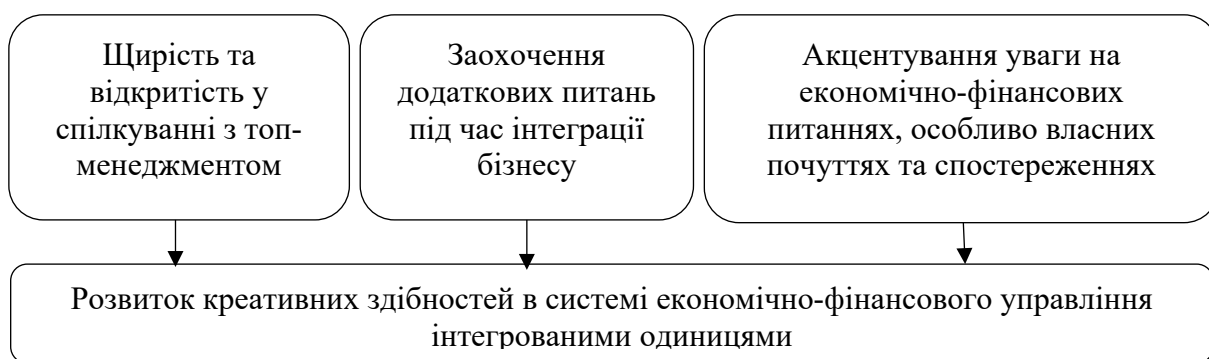 Щирість та
відкритість у
спілкуванні з топ-
менеджментом
Заохочення
додаткових питань
під час інтеграції
бізнесу
Акцентування уваги на
економічно-фінансових
питаннях, особливо власних
почуттях та спостереженнях
Розвиток креативних здібностей в системі економічно-фінансового управління
інтегрованими одиницями